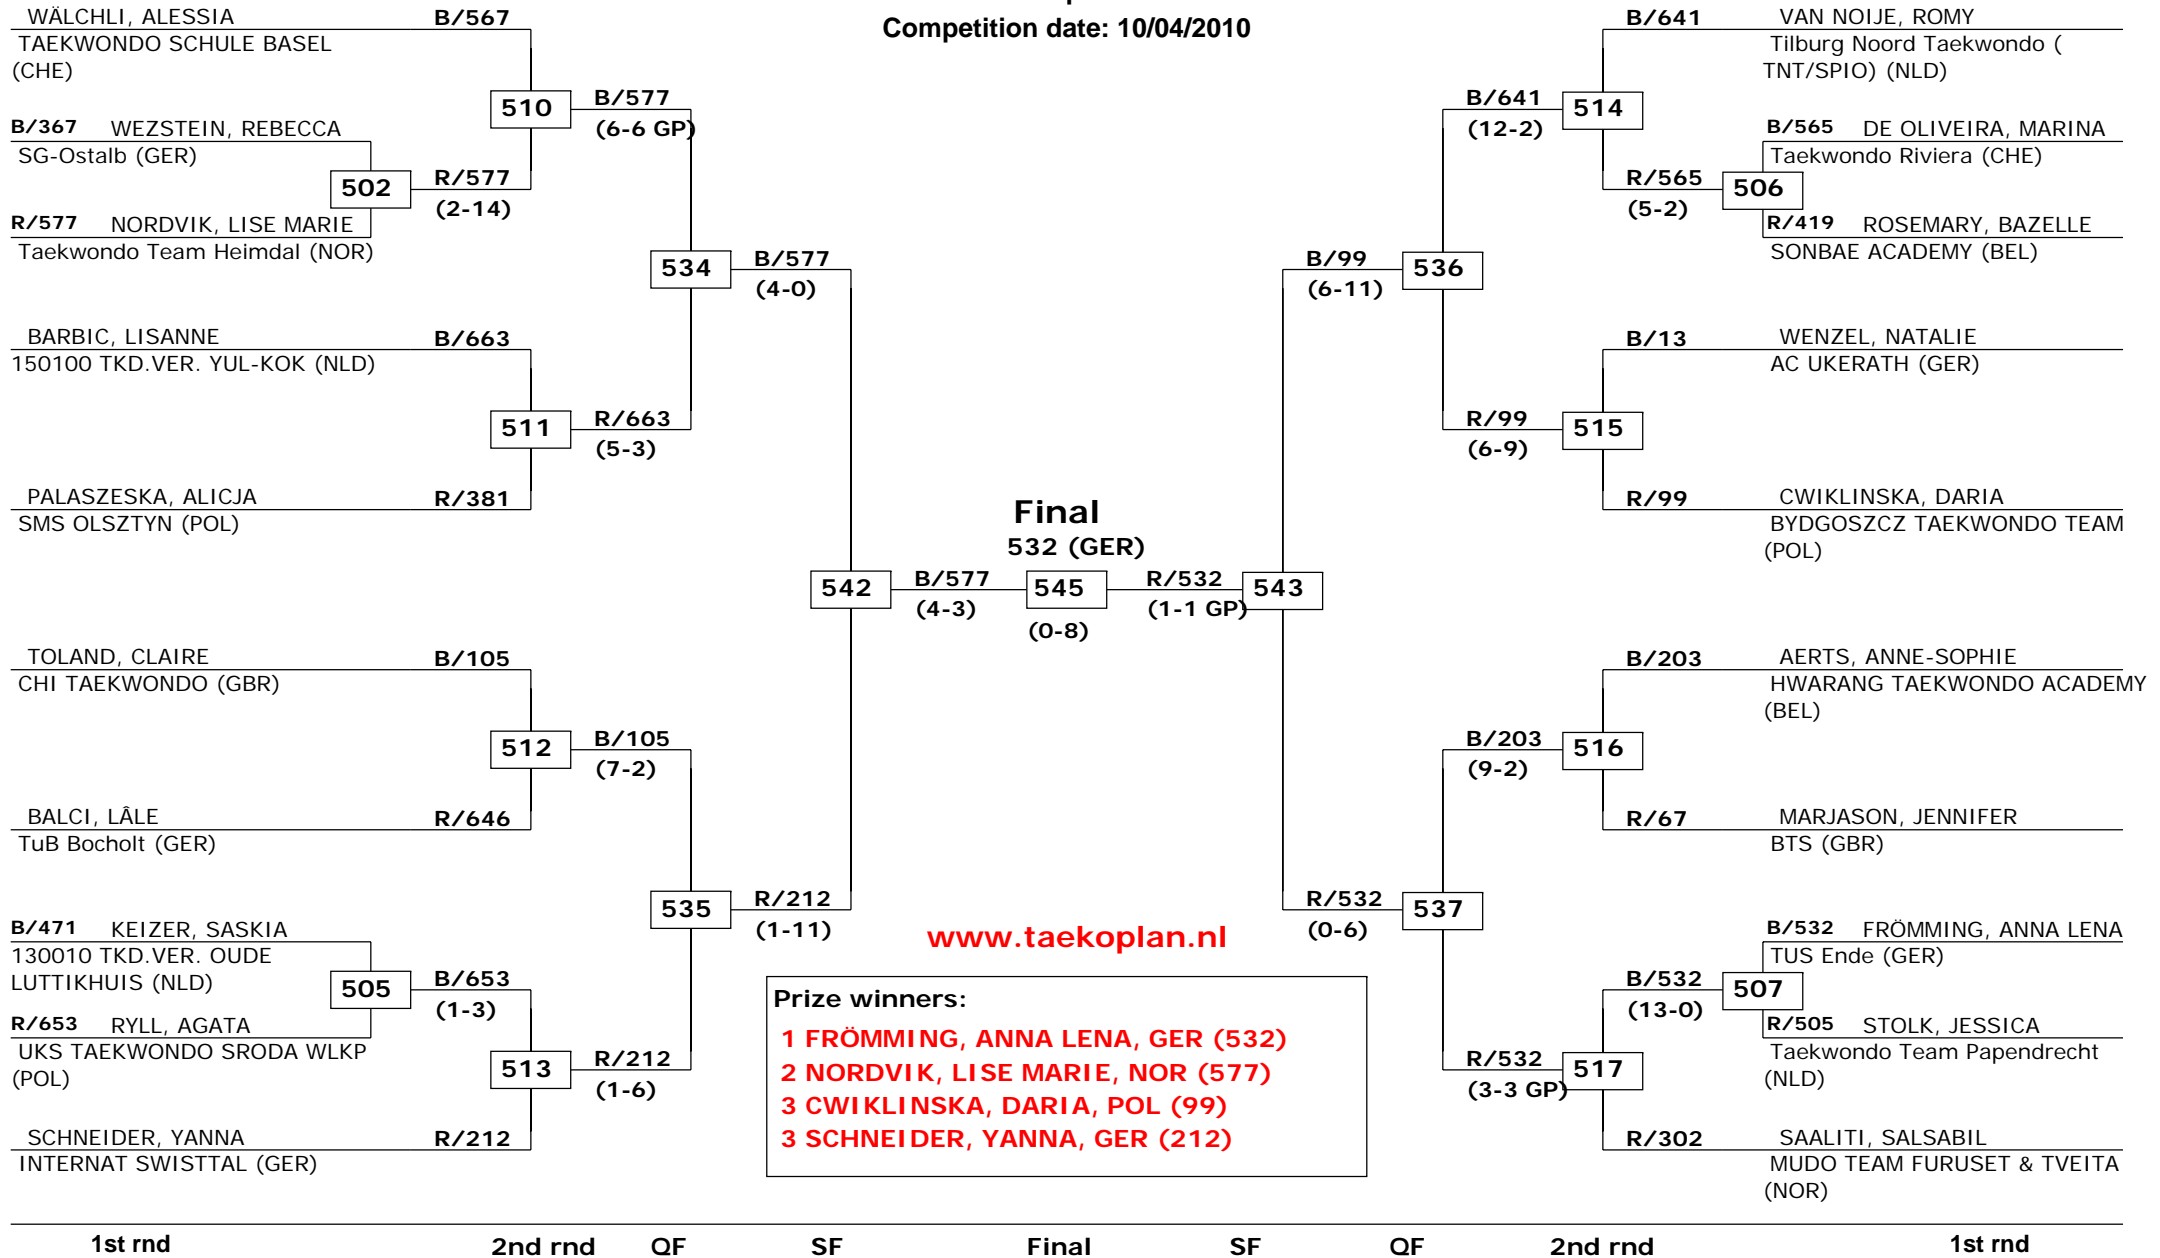 Competition date: 10/04/2010
WÄLCHLI, ALESSIA B/567
TAEKWONDO SCHULE BASEL
(CHE)
510
B/577
(6-6 GP)
B/367 WEZSTEIN, REBECCA
SG-Ostalb (GER)
502
R/577
(2-14)
R/577 NORDVIK, LISE MARIE
Taekwondo Team Heimdal (NOR)
534
B/577
(4-0)
BARBIC, LISANNE B/663
150100 TKD.VER. YUL-KOK (NLD)
511
R/663
(5-3)
PALASZESKA, ALICJA R/381
SMS OLSZTYN (POL)
542
B/577
(4-3)
TOLAND, CLAIRE B/105
CHI TAEKWONDO (GBR)
512
B/105
(7-2)
BALCI, LÂLE R/646
TuB Bocholt (GER)
535
R/212
(1-11)
B/471 KEIZER, SASKIA
130010 TKD.VER. OUDE
LUTTIKHUIS (NLD)
505
B/653
(1-3)
R/653 RYLL, AGATA
UKS TAEKWONDO SRODA WLKP
(POL)
513
R/212
(1-6)
SCHNEIDER, YANNA R/212
INTERNAT SWISTTAL (GER)
Final
532 (GER)
545
(0-8)
R/532
(1-1 GP)
543
B/641 VAN NOIJE, ROMY
Tilburg Noord Taekwondo (
TNT/SPIO) (NLD)
B/641
(12-2)
514
B/565 DE OLIVEIRA, MARINA
Taekwondo Riviera (CHE)
R/565
(5-2)
506
R/419 ROSEMARY, BAZELLE
SONBAE ACADEMY (BEL)
B/99
(6-11)
536
B/13 WENZEL, NATALIE
AC UKERATH (GER)
R/99
(6-9)
515
R/99 CWIKLINSKA, DARIA
BYDGOSZCZ TAEKWONDO TEAM
(POL)
B/203 AERTS, ANNE-SOPHIE
HWARANG TAEKWONDO ACADEMY
(BEL)
B/203
(9-2)
516
R/67 MARJASON, JENNIFER
BTS (GBR)
R/532
(0-6)
537
B/532 FRÖMMING, ANNA LENA
TUS Ende (GER)
B/532
(13-0)
507
R/505 STOLK, JESSICA
Taekwondo Team Papendrecht
(NLD)
R/532
(3-3 GP)
517
R/302 SAALITI, SALSABIL
MUDO TEAM FURUSET & TVEITA
(NOR)
www.taekoplan.nl
Prize winners:
1 FRÖMMING, ANNA LENA, GER (532)
2 NORDVIK, LISE MARIE, NOR (577)
3 CWIKLINSKA, DARIA, POL (99)
3 SCHNEIDER, YANNA, GER (212)
1st rnd 2nd rnd QF SF Final SF QF 2nd rnd 1st rnd